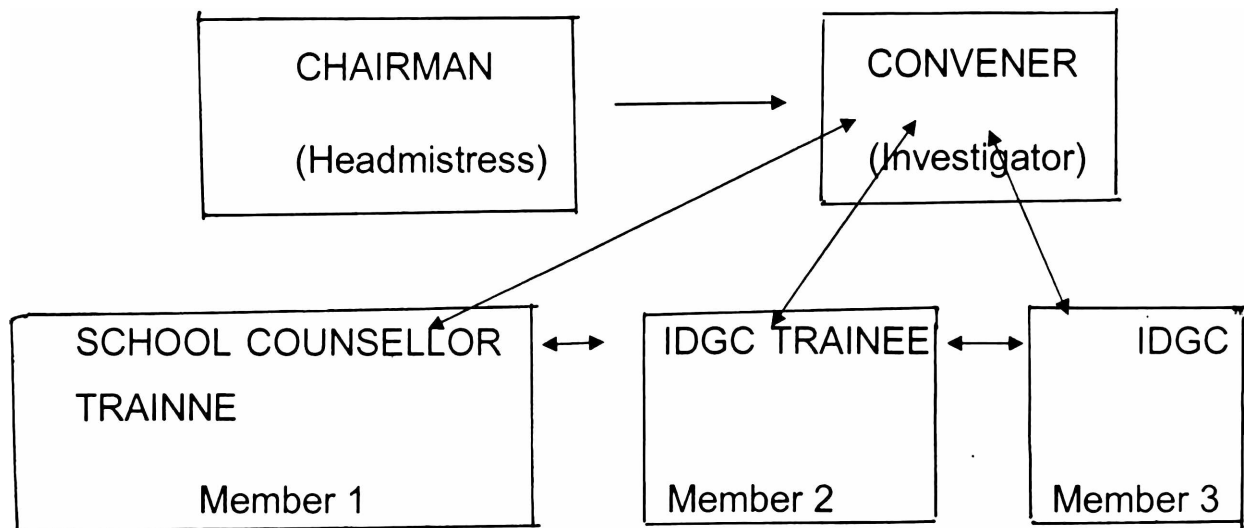 CHAIRMAN
(Headmistress)
CONVENER
(Investigator)
SCHOOL COUNSELLOR
TRAINNE
Member 1
IDGC TRAINEE
Member 2
IDGC
Member 3